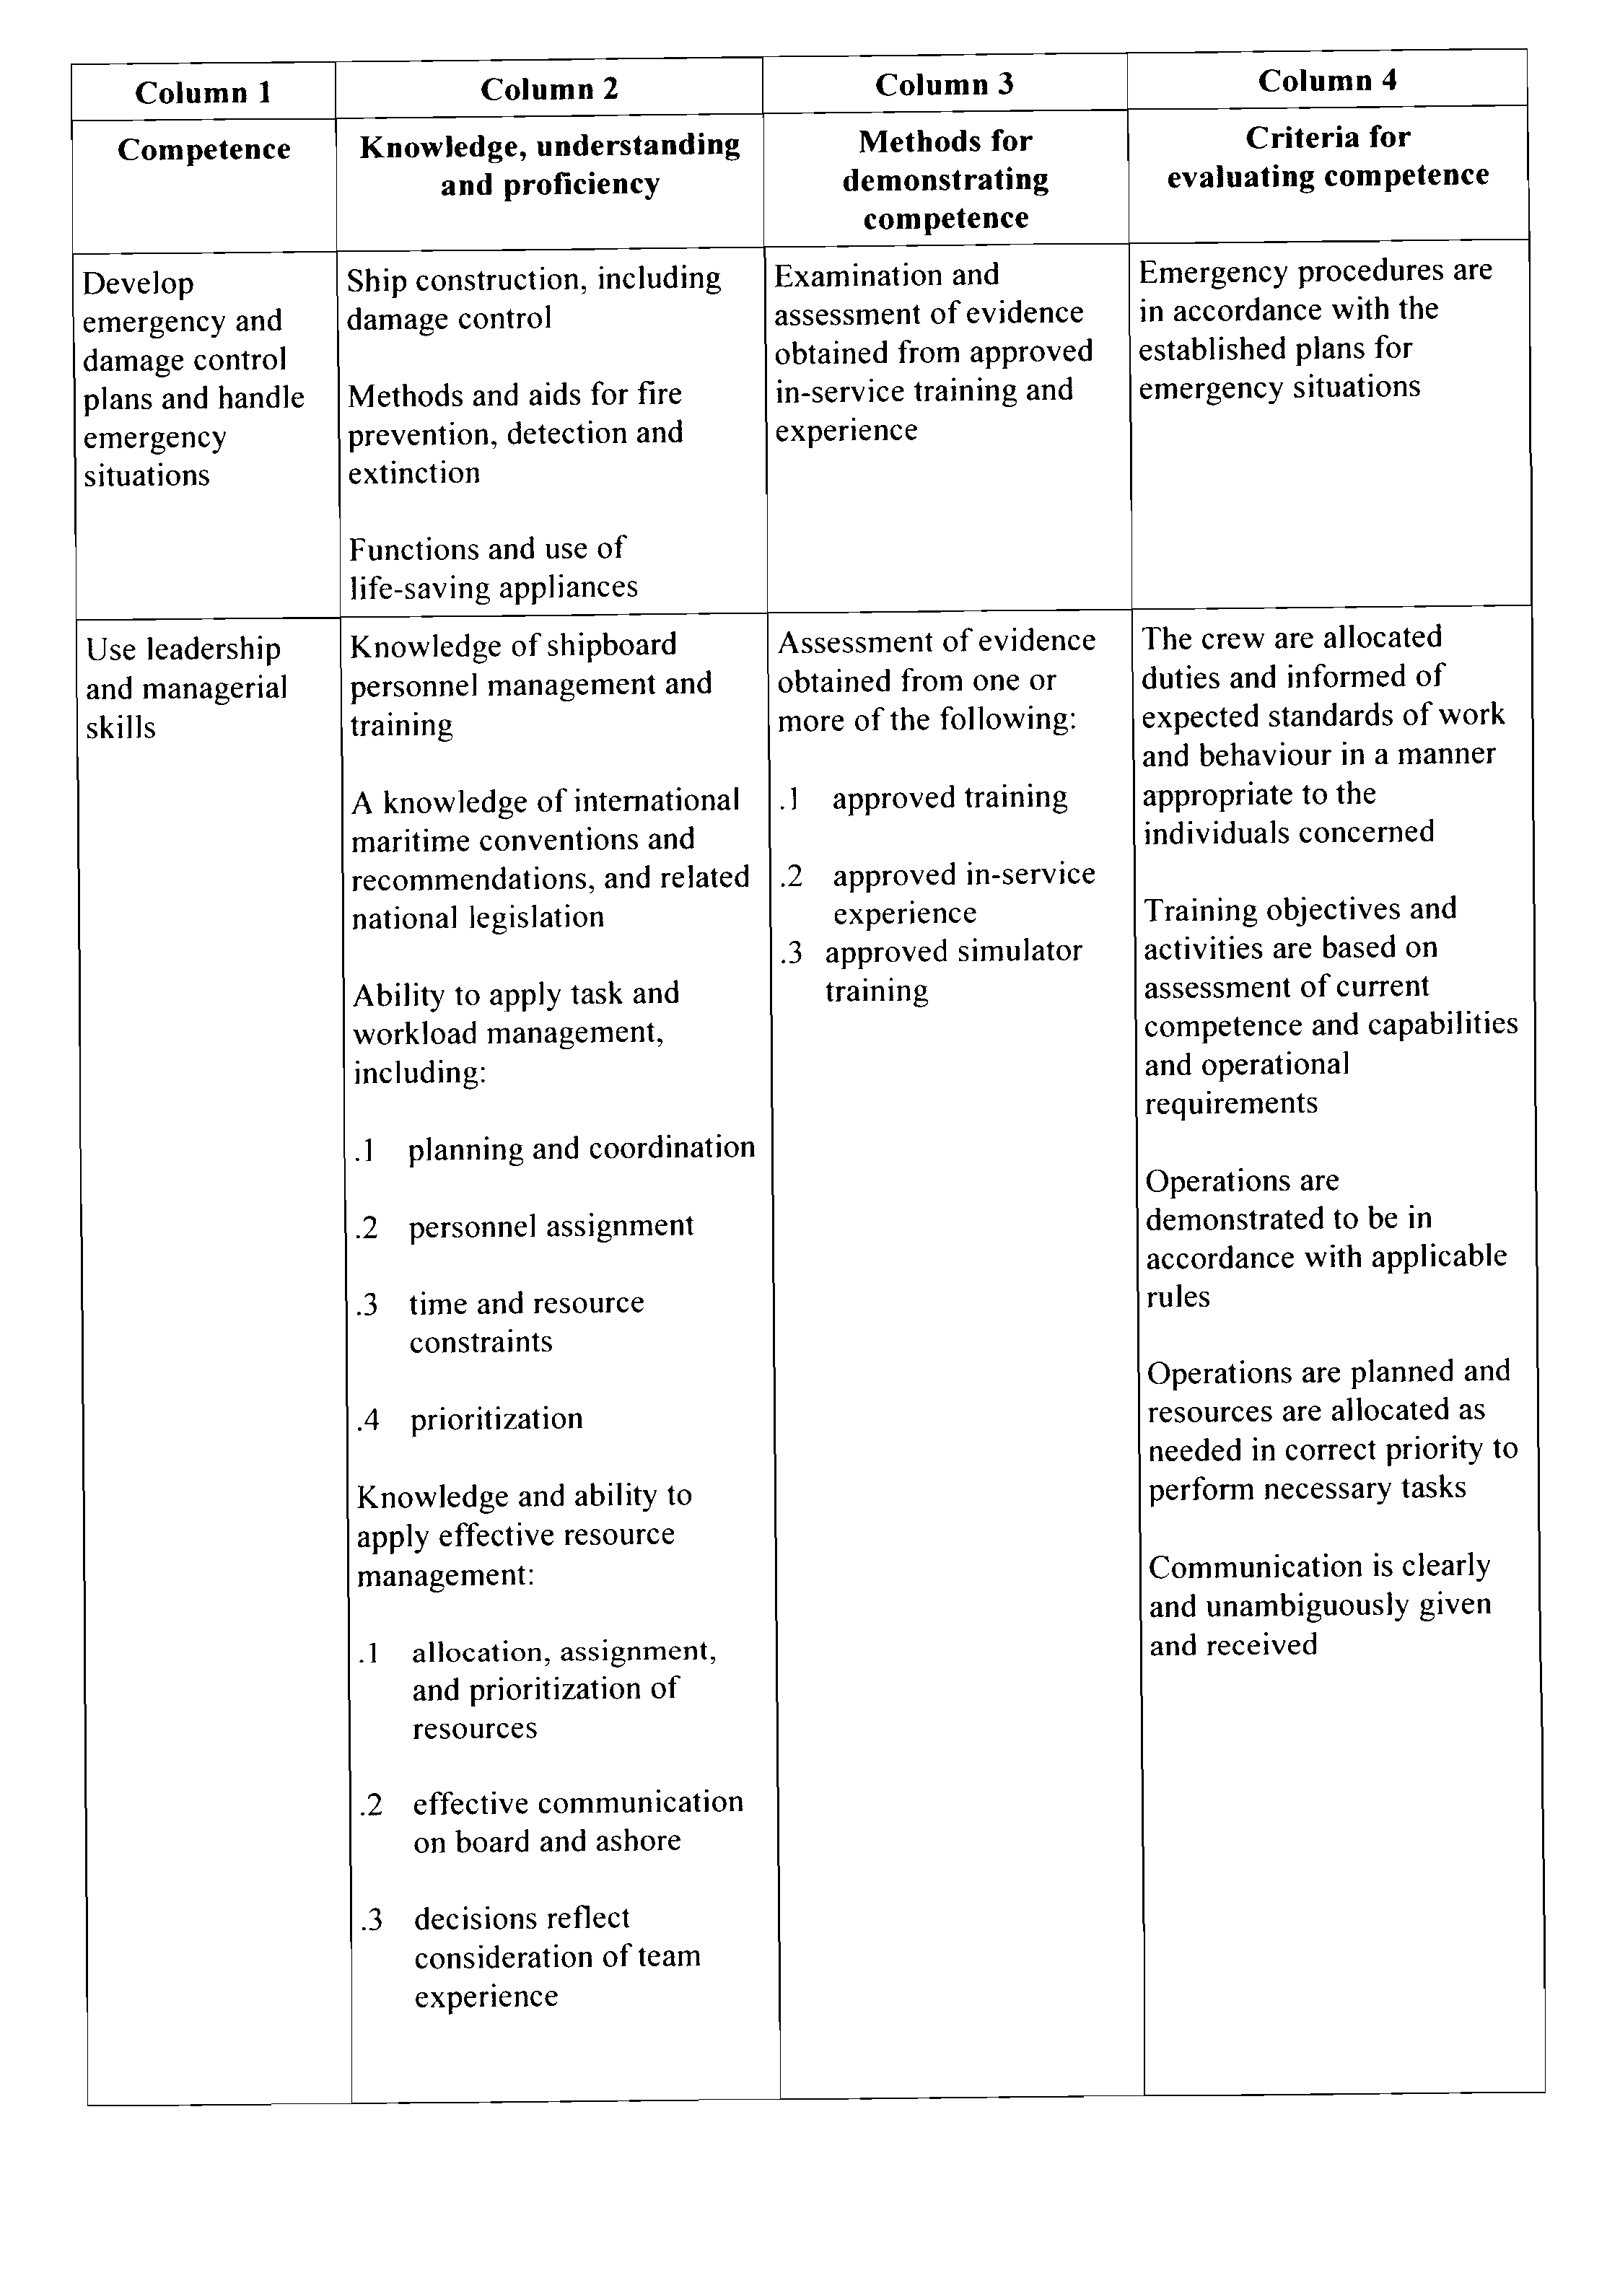 Column 1
Column 2
Column 3
Column 4
Competence
Knowledge, understanding
and proficiency
Methods for
demonstrating
competence
Criteria for
evaluating competence
Develop
emergency and
damage control
plans and handle
emergency
situations
Ship construction, including
damage control
Methods and aids for fire
prevention, detection and
extinction
Functions and use of
life-saving appliances
Examination and
assessment of evidence
obtained from approved
in-service training and
experience
Emergency procedures are
in accordance with the
established plans for
emergency situations
Use leadership
and managerial
skills
Knowledge of shipboard
personnel management and
training
A knowledge of international
maritime conventions and
recommendations, and related
national legislation
Ability to apply task and
workload management,
including:
.1 planning and coordination
.2 personnel assignment
.3 time and resource
constraints
.4 prioritization
Knowledge and ability to
apply effective resource
management:
.1 allocation, assignment,
and prioritization of
resources
.2 effective communication
on board and ashore
.3 decisions reflect
consideration of team
experience
Assessment of evidence
obtained from one or
more of the following:
.1 approved training
.2 approved in-service
experience
.3 approved simulator
training
The crew are allocated
duties and informed of
expected standards of work
and behaviour in a manner
appropriate to the
individuals concerned
Training objectives and
activities are based on
assessment of current
competence and capabilities
and operational
requirements
Operations are
demonstrated to be in
accordance with applicable
rules
Operations are planned and
resources are allocated as
needed in correct priority to
perform necessary tasks
Communication is clearly
and unambiguously given
and received